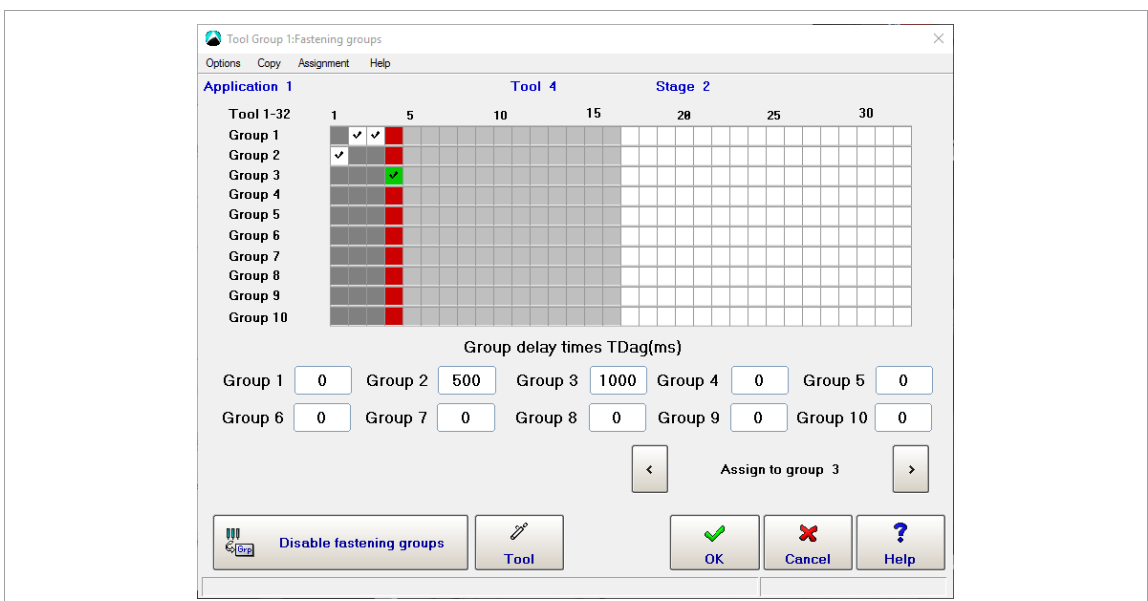 Tool Group 1:Fastening groups
Options Copy Assignment Help
Application 1 Tool 4 Stage 2
Tool 1-32 1 5 10 15 20 25 30
Group 1
Group 2
Group 3
Group 4
Group 5
Group 6
Group 7
Group 8
Group 9
Group 10
Group delay times TDag(ms)
Group 1 0 Group 2 500 Group 3 1000 Group 4 0 Group 5 0
Group 6 0 Group 7 0 Group 8 0 Group 9 0 Group 10 0
< Assign to group 3 >
Grp Disable fastening groups Tool OK Cancel ? Help